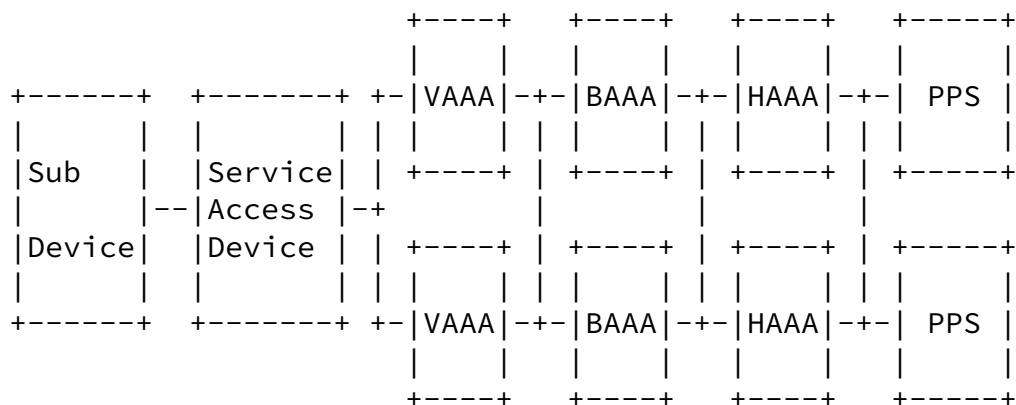 VAAA BAAA HAAA PPS
Sub Service
Access
Device Device
VAAA BAAA HAAA PPS